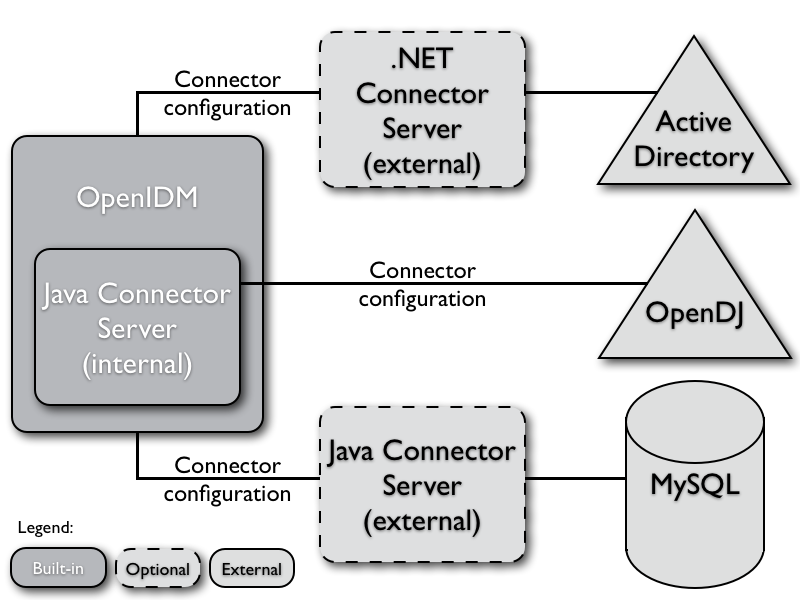 .NET
Connector
Server
(external)
Connector
configuration
Active
Directory
OpenIDM
Java Connector
Server
(internal)
Connector
configuration
OpenDJ
Java Connector
Server
(external)
Connector
configuration
MySQL
Legend:
Built-in
Optional
External